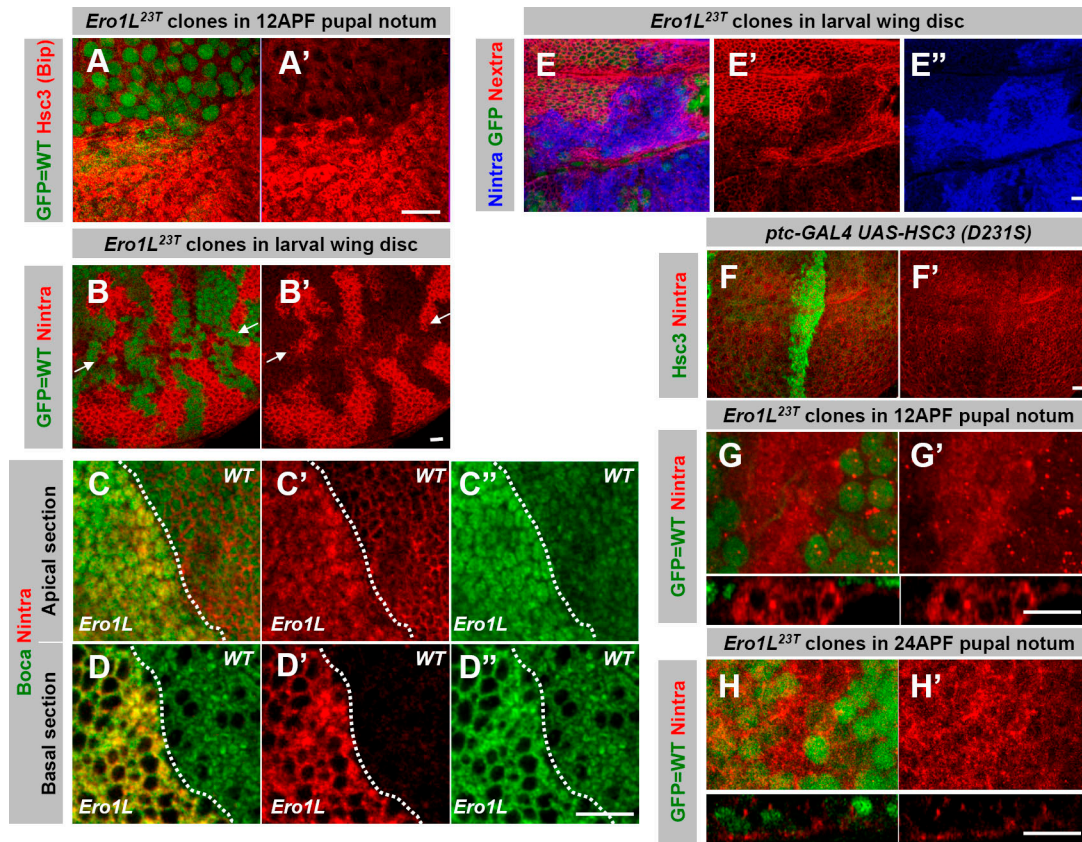 Ero1L23T clones in 12APF pupal notum
GFP=WT Hsc3 (Bip)
A
A'
Ero1L23T clones in larval wing disc
GFP=WT Nintra
B
B'
Boca Nintra
Apical section
C
WT
Ero1L
C'
WT
C"
WT
Basal section
D
WT
Ero1L
D'
WT
Ero1L
D"
WT
Ero1L
Ero1L23T clones in larval wing disc
Nintra GFP Nextra
E
E'
E"
ptc-GAL4 UAS-HSC3 (D231S)
Hsc3 Nintra
F
F'
Ero1L23T clones in 12APF pupal notum
GFP=WT Nintra
G
G'
Ero1L23T clones in 24APF pupal notum
GFP=WT Nintra
H
H'